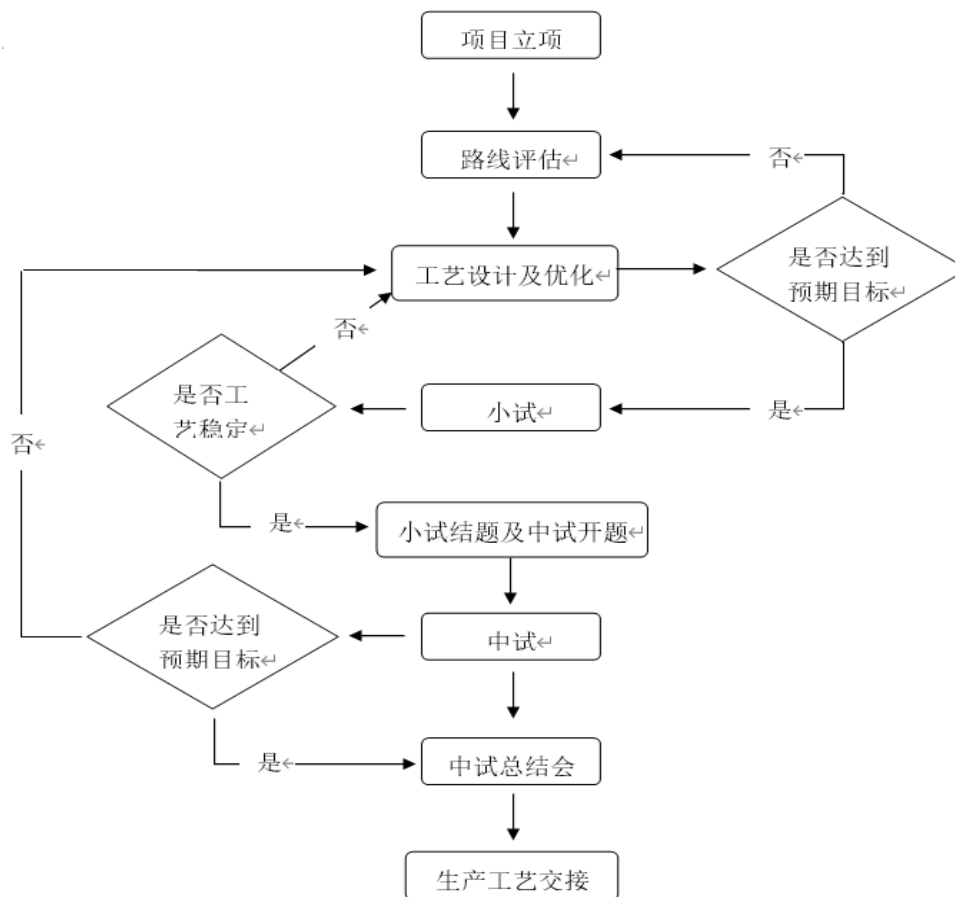 项目立项
路线评估
否
工艺设计及优化
是否达到
预期目标
否
是否工
艺稳定
小试
是
否
是
小试结题及中试开题
是否达到
预期目标
中试
是
中试总结会
生产工艺交接